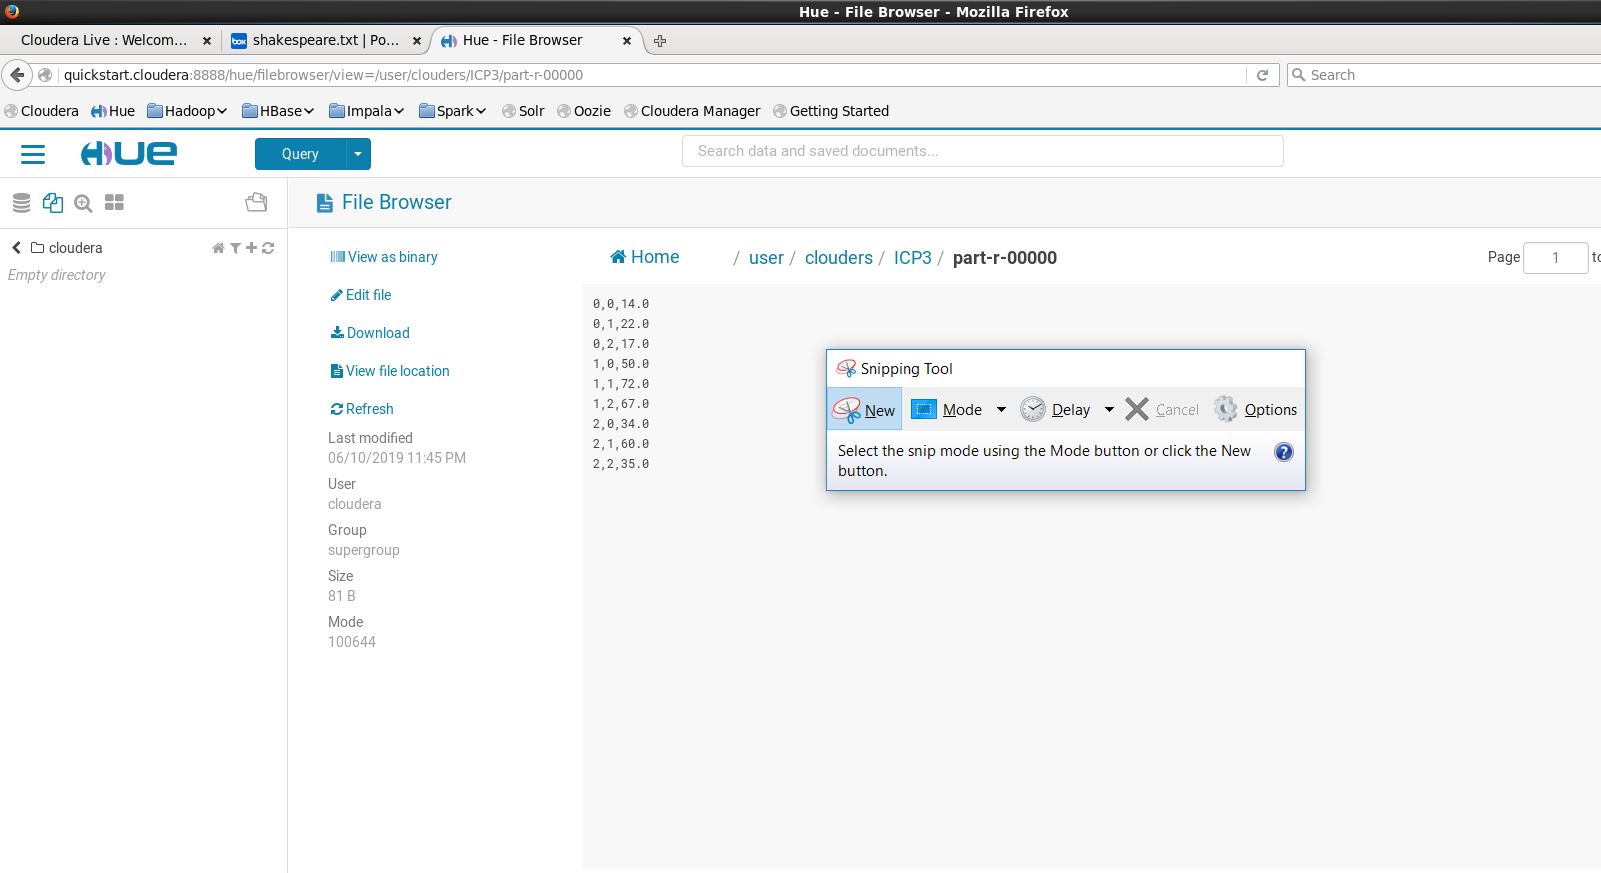 Hue - File Browser - Mozilla Firefox
Cloudera Live : Welcom... × box shakespeare.txt | Po... × Hue - File Browser ×
quickstart.cloudera:8888/hue/filebrowser/view=/user/clouders/ICP3/part-r-00000 Search
Cloudera Hue Hadoop HBase Impala Spark Solr Oozie Cloudera Manager Getting Started
HUE Query Search data and saved documents...
File Browser
cloudera
Empty directory
View as binary
Edit file
Download
View file location
Refresh
Last modified
06/10/2019 11:45 PM
User
cloudera
Group
supergroup
Size
81 B
Mode
100644
Home / user / clouders / ICP3 / part-r-00000 Page 1 to
0,0,14.0
0,1,22.0
0,2,17.0
1,0,50.0
1,1,72.0
1,2,67.0
2,0,34.0
2,1,60.0
2,2,35.0
Snipping Tool
New Mode Delay Cancel Options
Select the snip mode using the Mode button or click the New
button.